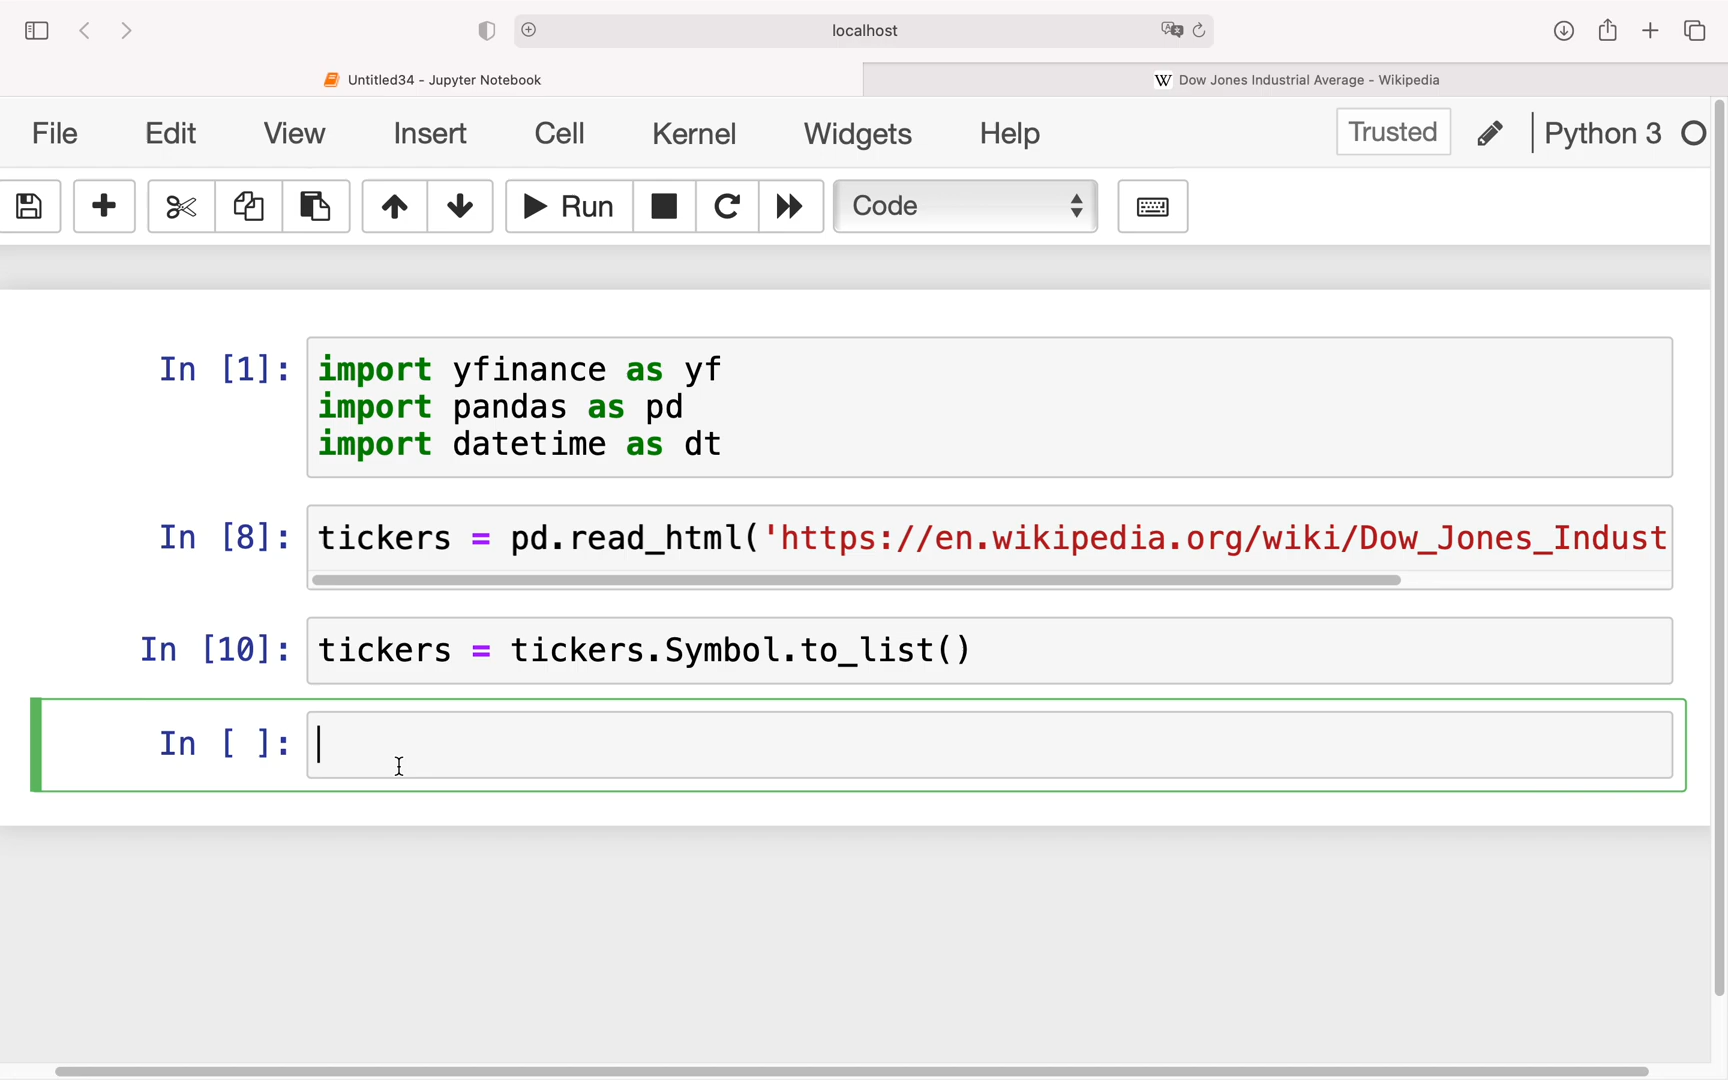 localhost
Untitled34 - Jupyter Notebook
W Dow Jones Industrial Average - Wikipedia
File Edit View Insert Cell Kernel Widgets Help Trusted Python 3
Run Code
In [1]: import yfinance as yf
import pandas as pd
import datetime as dt
In [8]: tickers = pd.read_html('https://en.wikipedia.org/wiki/Dow_Jones_Indust
In [10]: tickers = tickers.Symbol.to_list()
In [ ]: